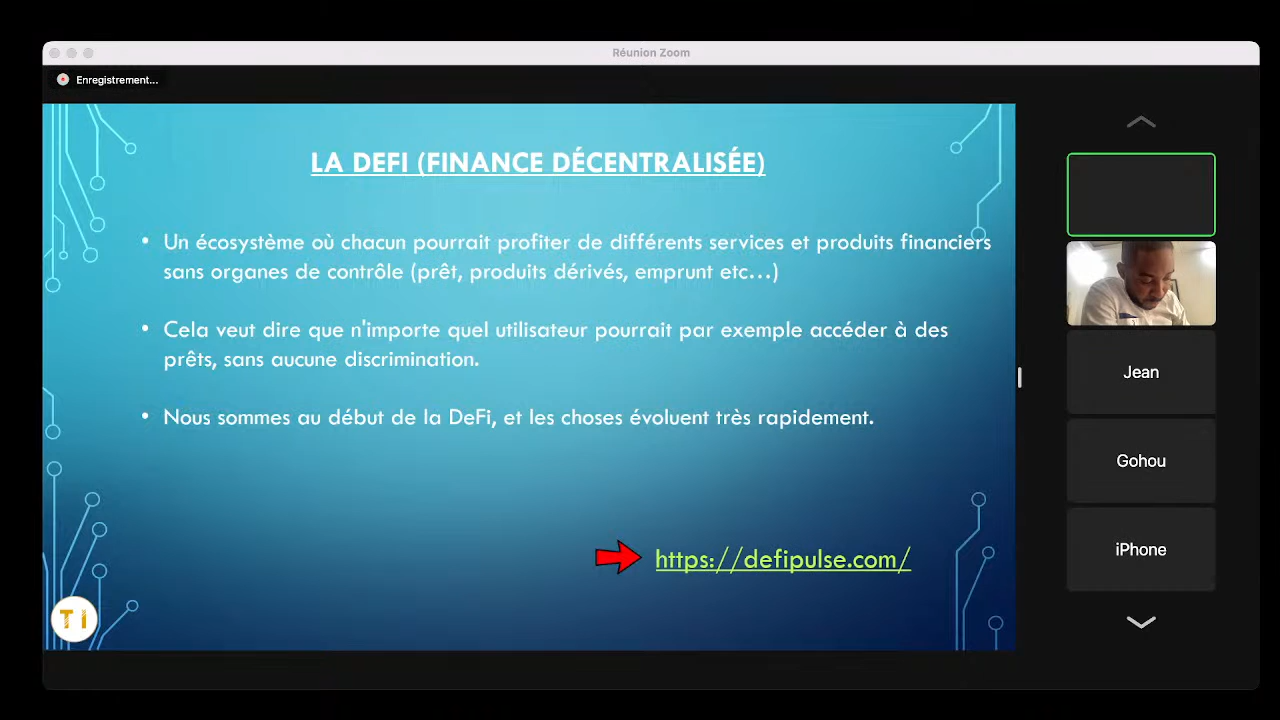 Réunion Zoom
Enregistrement...
LA DEFI (FINANCE DÉCENTRALISÉE)
• Un écosystème où chacun pourrait profiter de différents services et produits financiers
sans organes de contrôle (prêt, produits dérivés, emprunt etc...)
• Cela veut dire que n'importe quel utilisateur pourrait par exemple accéder à des
prêts, sans aucune discrimination.
• Nous sommes au début de la DeFi, et les choses évoluent très rapidement.
https://defipulse.com/
T I
Jean
Gohou
iPhone